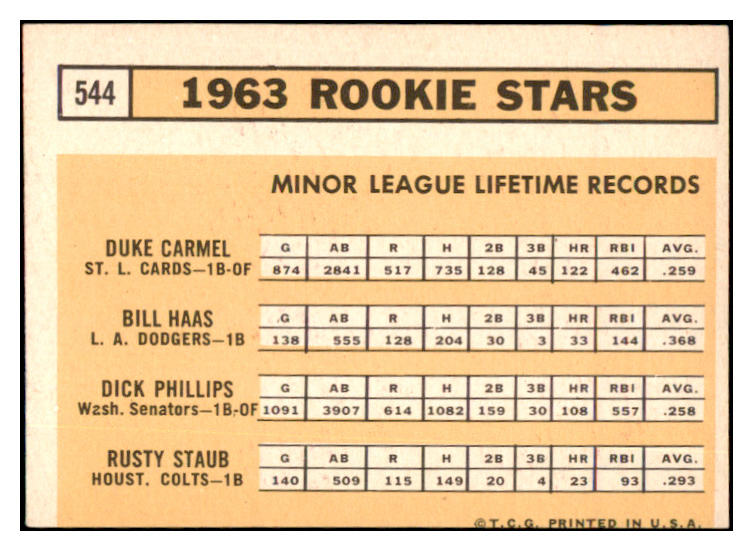 544 1963 ROOKIE STARS
MINOR LEAGUE LIFETIME RECORDS
DUKE CARMEL G AB R H 2B 3B HR RBI AVG.
ST. L. CARDS—1B-OF 874 2841 517 735 128 45 122 462 .259
BILL HAAS G AB R H 2B 3B HR RBI AVG.
L. A. DODGERS—1B 138 555 128 204 30 3 33 144 .368
DICK PHILLIPS G AB R H 2B 3B HR RBI AVG.
Wash. Senators—1B-OF 1091 3907 614 1082 159 30 108 557 .258
RUSTY STAUB G AB R H 2B 3B HR RBI AVG.
HOUST. COLTS—1B 140 509 115 149 20 4 23 93 .293
© T. C. G. PRINTED IN U. S. A.